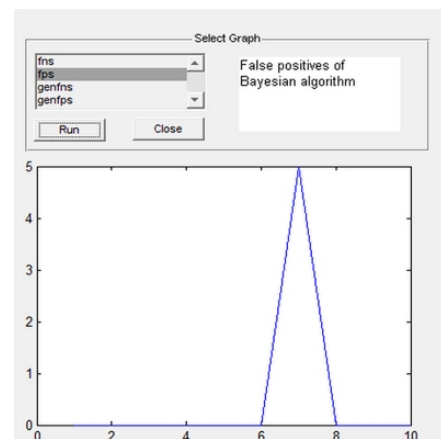 Select Graph
fns
fps
genfns
genfps
False positives of
Bayesian algorithm
Run
Close
5
4
3
2
1
0
0
2
4
6
8
10